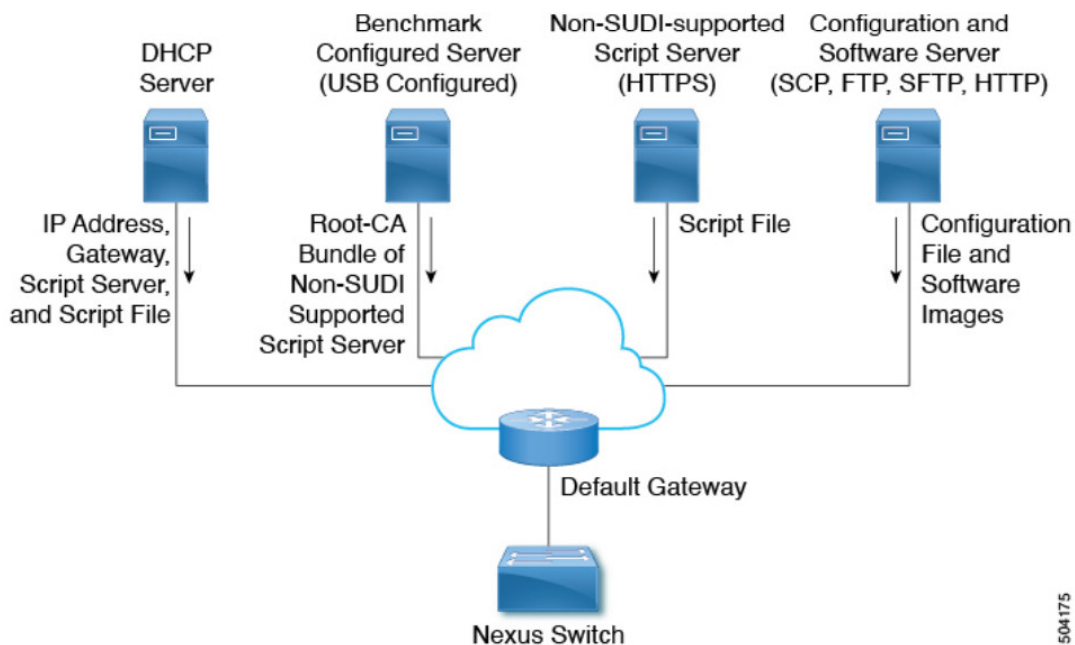 DHCP
Server
Benchmark
Configured Server
(USB Configured)
Non-SUDI-supported
Script Server
(HTTPS)
Configuration and
Software Server
(SCP, FTP, SFTP, HTTP)
IP Address,
Gateway,
Script Server,
and Script File
Root-CA
Bundle of
Non-SUDI
Supported
Script Server
Script File
Configuration
File and
Software
Images
Default Gateway
Nexus Switch
504175